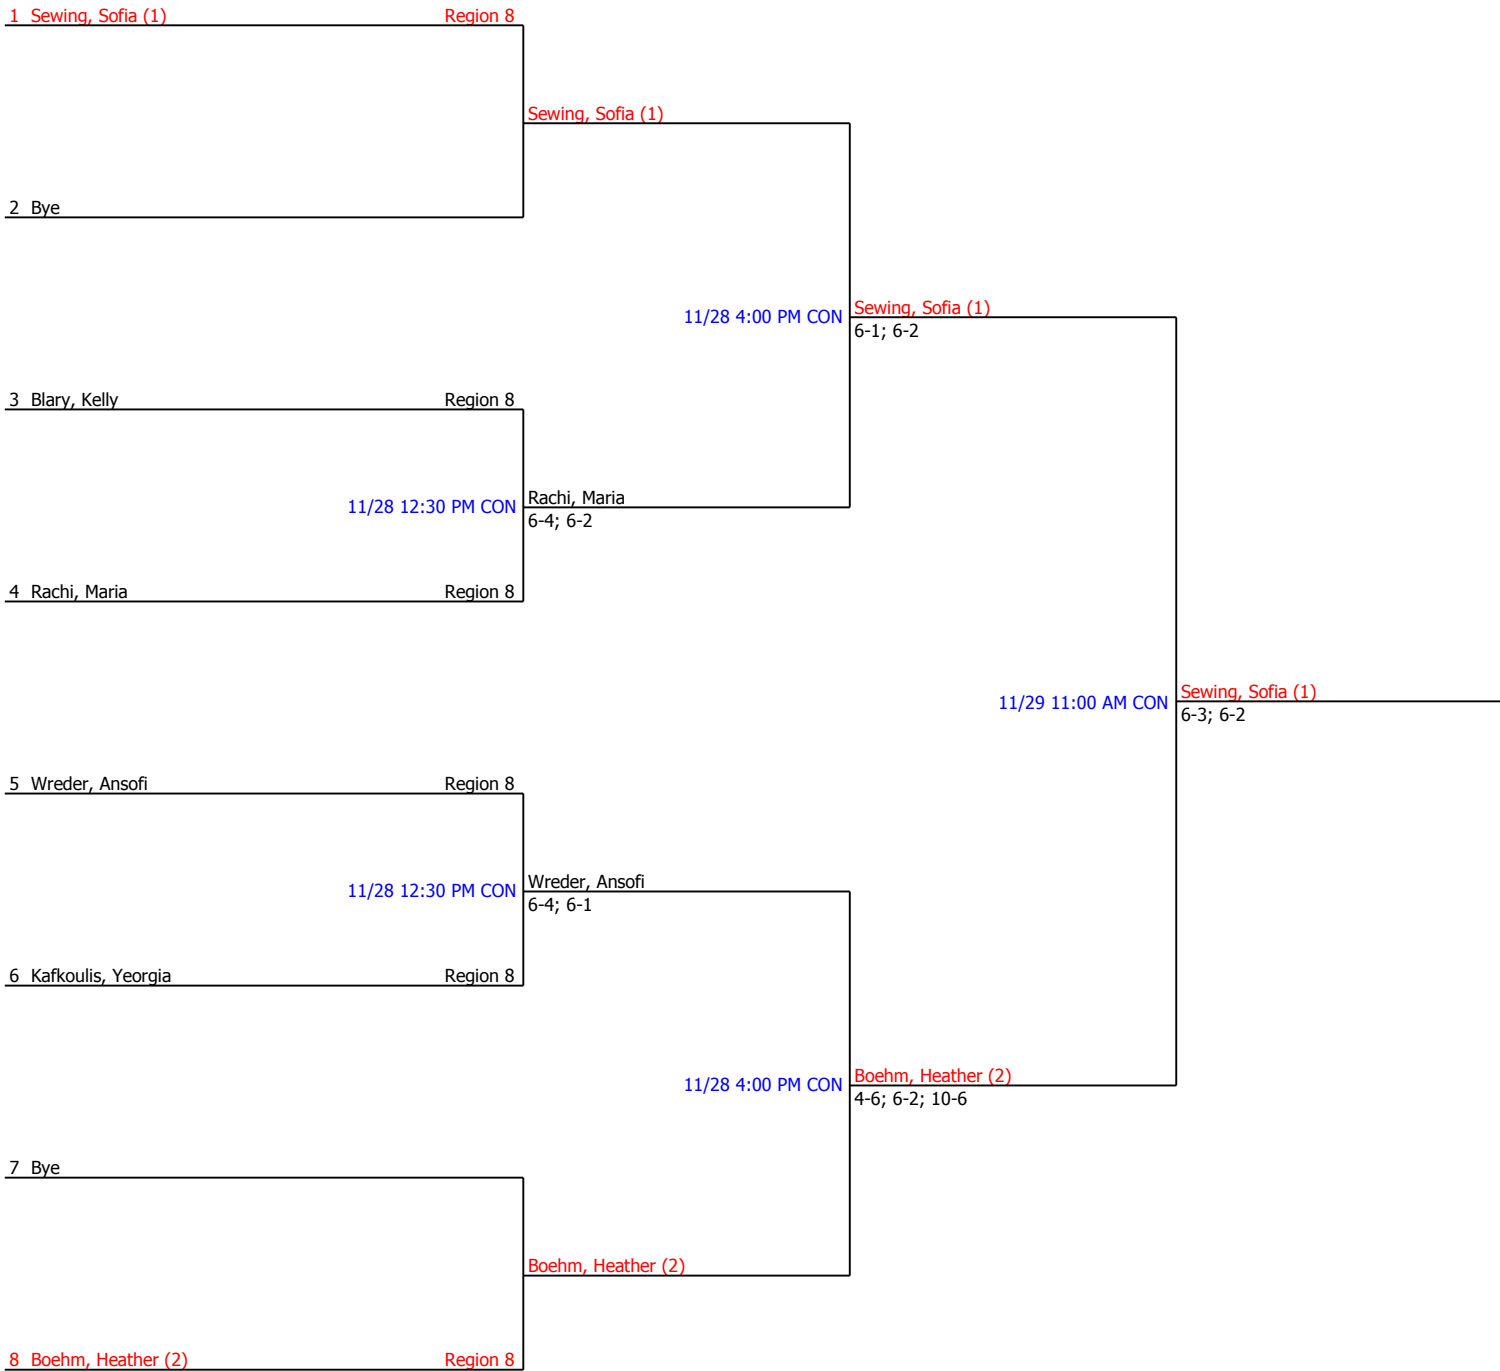 1 Sewing, Sofia (1) Region 8
Sewing, Sofia (1)
2 Bye
11/28 4:00 PM CON Sewing, Sofia (1)
6-1; 6-2
3 Blary, Kelly Region 8
11/28 12:30 PM CON Rachi, Maria
6-4; 6-2
4 Rachi, Maria Region 8
11/29 11:00 AM CON Sewing, Sofia (1)
6-3; 6-2
5 Wreder, Ansofi Region 8
11/28 12:30 PM CON Wreder, Ansofi
6-4; 6-1
6 Kafkoulis, Yeorgia Region 8
11/28 4:00 PM CON Boehm, Heather (2)
4-6; 6-2; 10-6
7 Bye
Boehm, Heather (2)
8 Boehm, Heather (2) Region 8